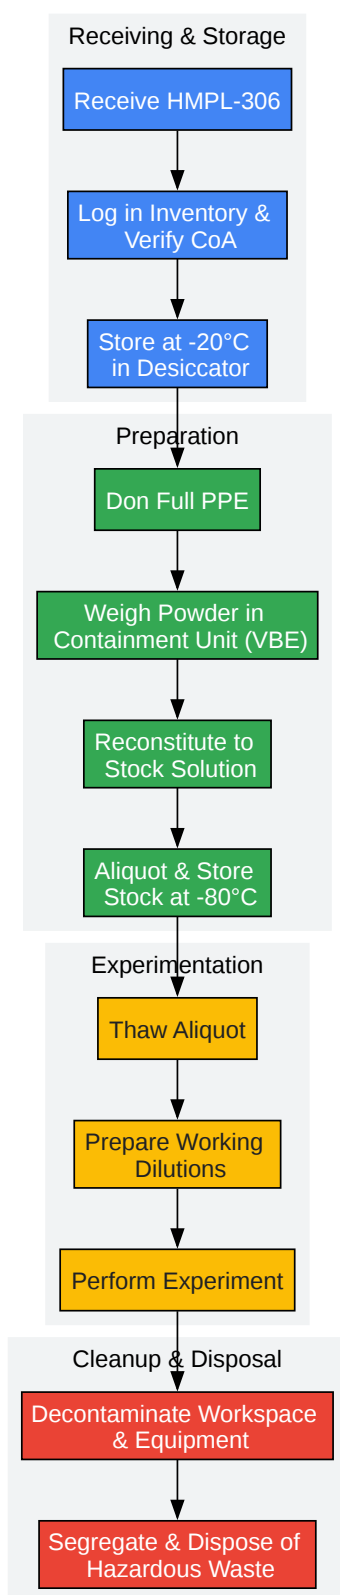 Receiving & Storage
Receive HMPL-306
Log in Inventory &
Verify CoA
Store at -20°C
in Desiccator
Preparation
Don Full PPE
Weigh Powder in
Containment Unit (VBE)
Reconstitute to
Stock Solution
Aliquot & Store
Stock at -80°C
Experimentation
Thaw Aliquot
Prepare Working
Dilutions
Perform Experiment
Cleanup & Disposal
Decontaminate Workspace
& Equipment
Segregate & Dispose of
Hazardous Waste